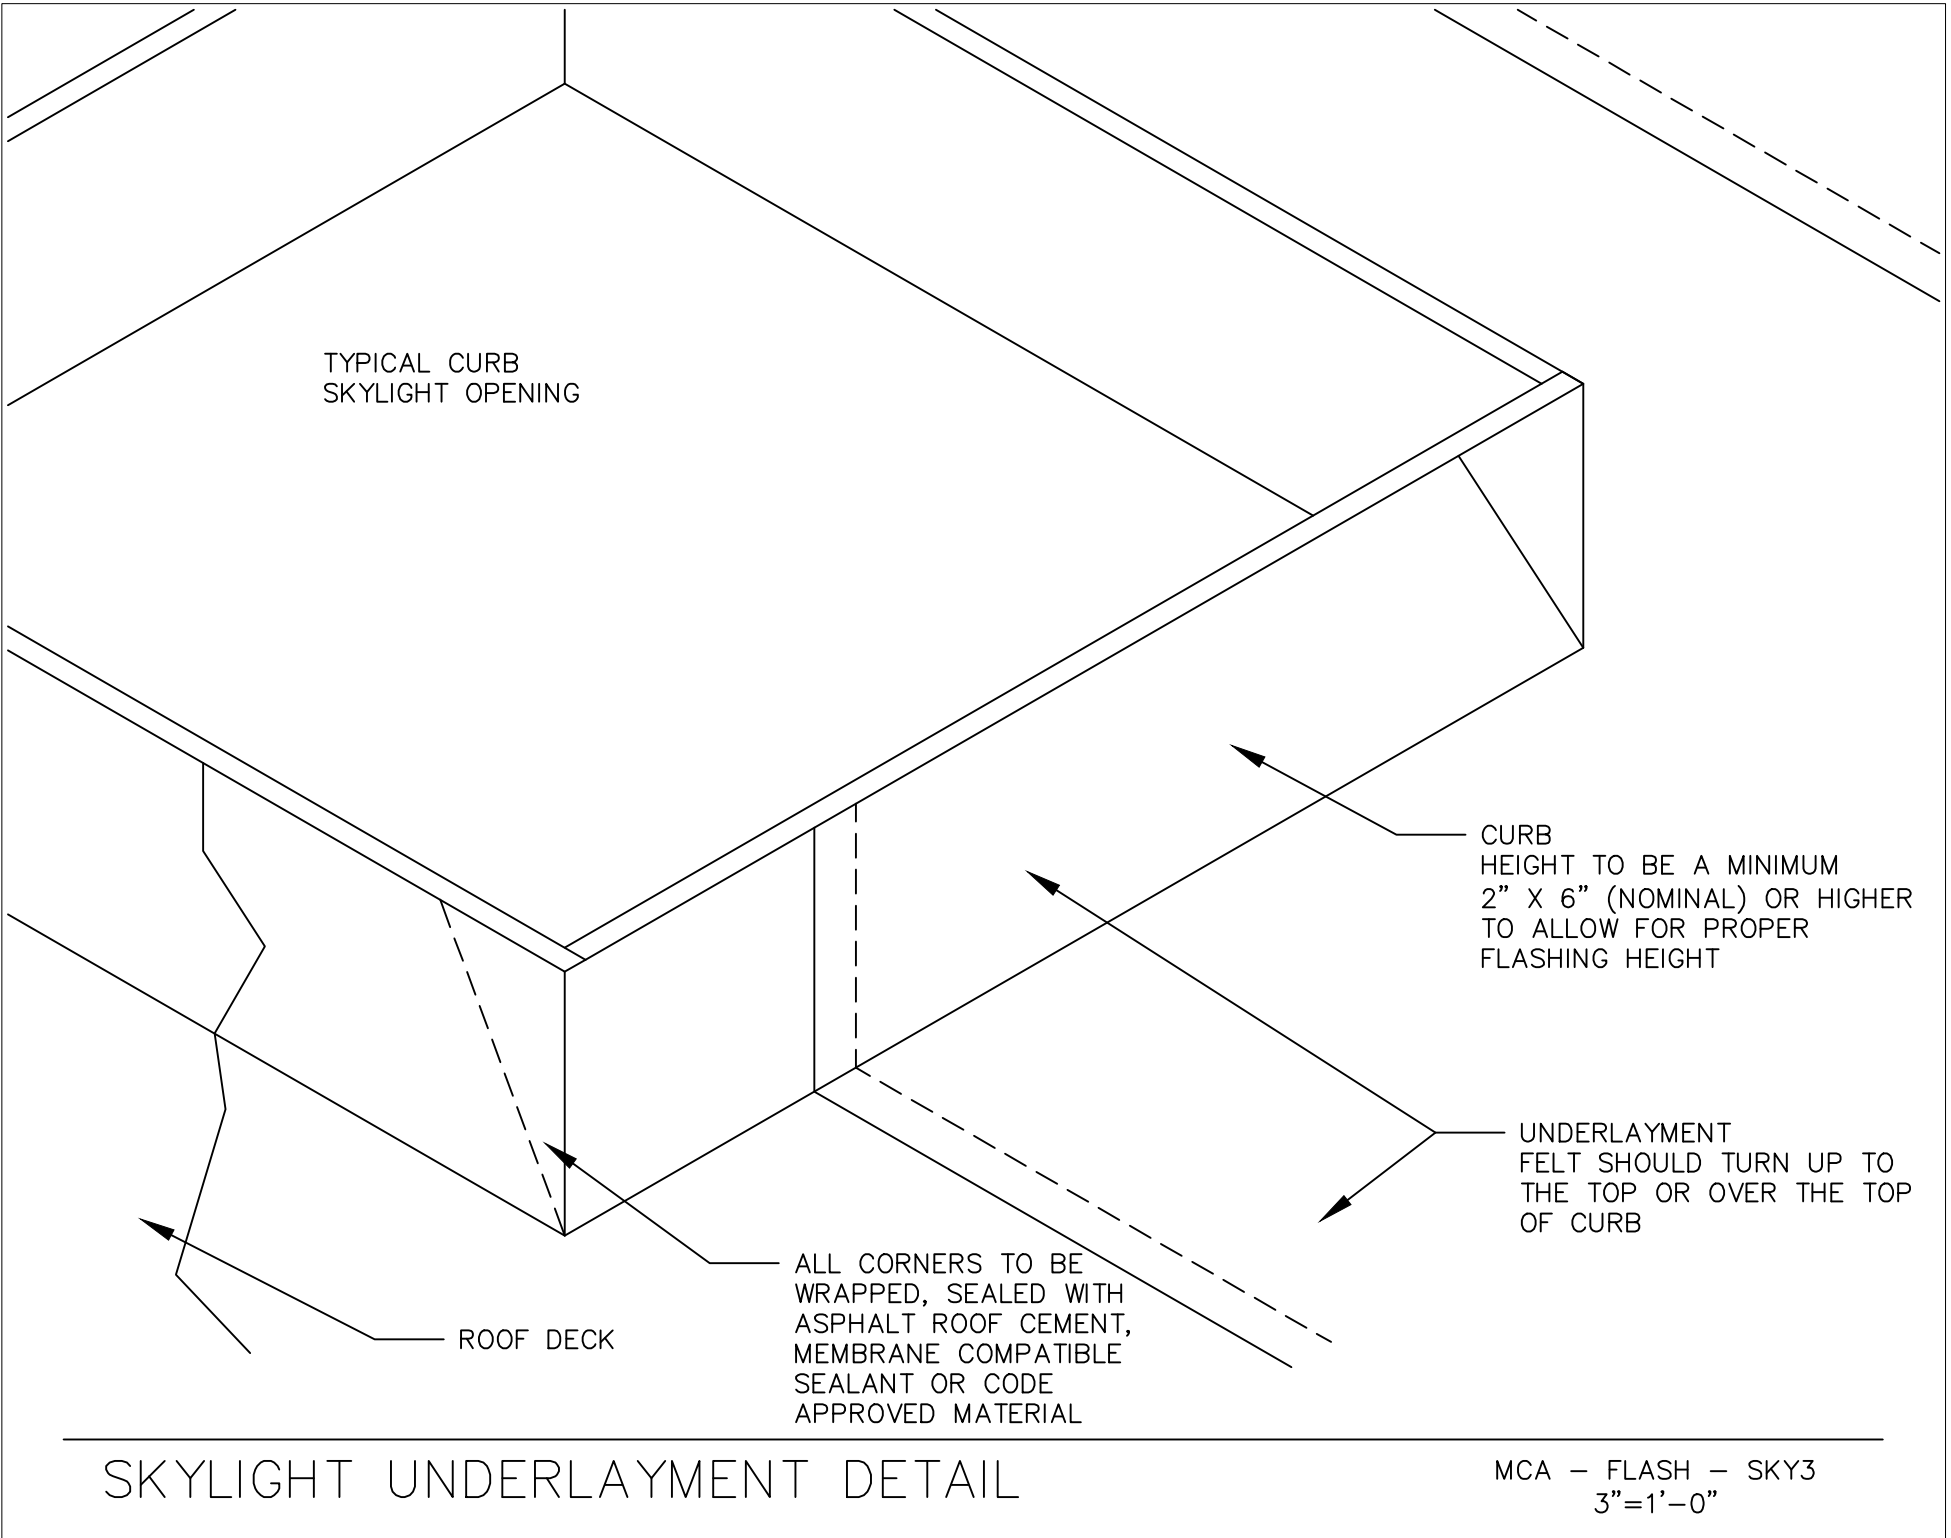 TYPICAL CURB
SKYLIGHT OPENING
CURB
HEIGHT TO BE A MINIMUM
2” X 6” (NOMINAL) OR HIGHER
TO ALLOW FOR PROPER
FLASHING HEIGHT
UNDERLAYMENT
FELT SHOULD TURN UP TO
THE TOP OR OVER THE TOP
OF CURB
ALL CORNERS TO BE
WRAPPED, SEALED WITH
ASPHALT ROOF CEMENT,
MEMBRANE COMPATIBLE
SEALANT OR CODE
APPROVED MATERIAL
ROOF DECK
SKYLIGHT UNDERLAYMENT DETAIL
MCA – FLASH – SKY3
3”=1’–0”